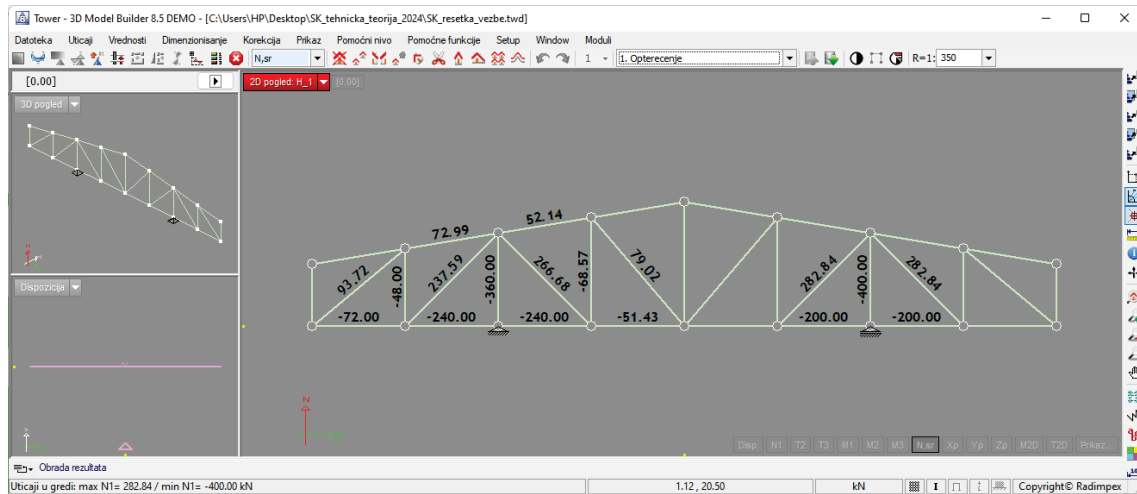 Tower - 3D Model Builder 8.5 DEMO - [C:\Users\HP\Desktop\SK_tehnicka_teorija_2024\SK_resetka_vezbe.twd]
Datoteka Uticaji Vrednosti Dimenzionisanje Korekcija Prikaz Pomoćni nivo Pomoćne funkcije Setup Window Moduli
N,sr 1 1. Opterecenje R=1: 350
[0.00] 2D pogled: H_1 [0.00]
3D pogled
52.14
72.99
93.72 -48.00 237.59 -360.00 266.68 -68.57 79.02 282.84 -400.00 282.84
-72.00 -240.00 -240.00 -51.43 -200.00 -200.00
Dispozicija
Z
Disp N1 T2 T3 M1 M2 M3 N,sr Xp Yp Zp M2D T2D Prikaz...
Obrada rezultata
Uticaji u gredi: max N1= 282.84 / min N1= -400.00 kN 1.12 , 20.50 kN Copyright© Radimpex